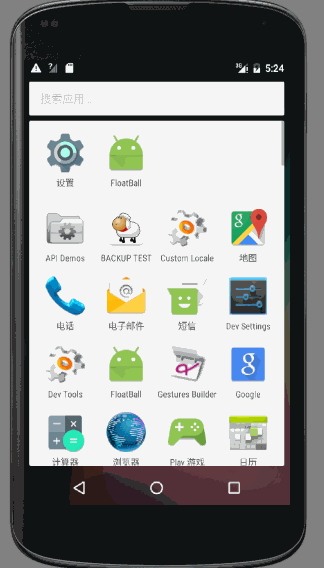 3G 5:24
搜索应用...
设置 FloatBall
API Demos BACKUP TEST Custom Locale 地图
电话 电子邮件 短信 Dev Settings
Dev Tools FloatBall Gestures Builder Google
计算器 浏览器 Play 游戏 日历